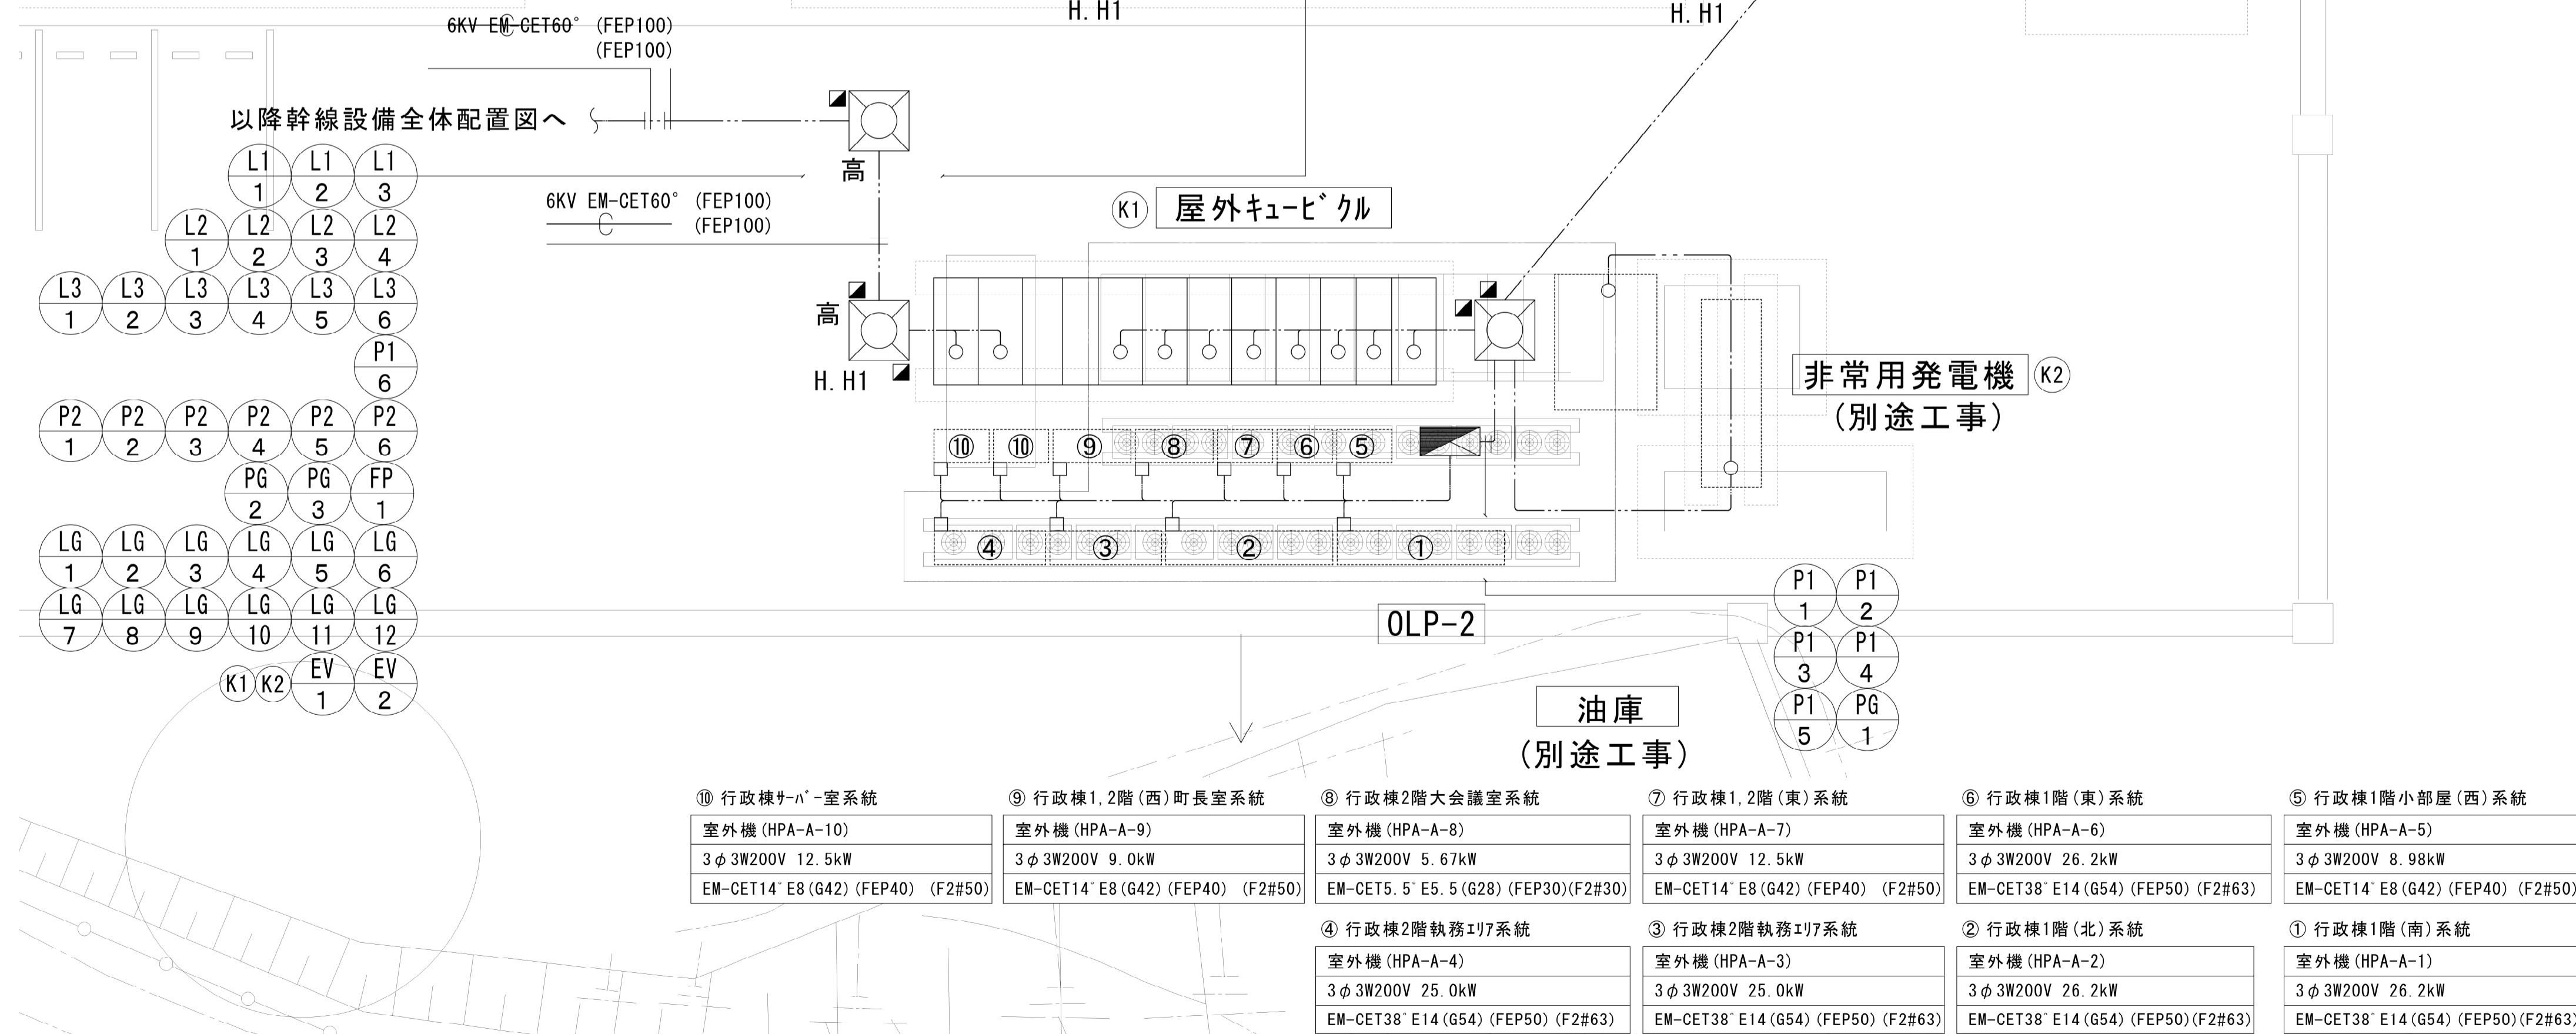 H.H1
H.H1
6KV EM-CET60° (FEP100)
(FEP100)
以降幹線設備全体配置図へ
高
L1 L1 L1
1 2 3
6KV EM-CET60° (FEP100)
(FEP100)
K1 屋外キュービクル
L2 L2 L2 L2
1 2 3 4
L3 L3 L3 L3 L3 L3
1 2 3 4 5 6
高
H.H1
P1
6
非常用発電機 K2
(別途工事)
P2 P2 P2 P2 P2 P2
1 2 3 4 5 6
⑩ ⑩ ⑨ ⑧ ⑦ ⑥ ⑤
PG PG FP
2 3 1
④ ③ ② ①
LG LG LG LG LG LG
1 2 3 4 5 6
LG LG LG LG LG LG
7 8 9 10 11 12
OLP-2
P1 P1
1 2
P1 P1
3 4
P1 PG
5 1
K1 K2 EV EV
1 2
油庫
(別途工事)
⑩ 行政棟サーバー室系統
室外機(HPA-A-10)
3φ3W200V 12.5kW
EM-CET14° E8(G42)(FEP40) (F2#50)
⑨ 行政棟1,2階(西)町長室系統
室外機(HPA-A-9)
3φ3W200V 9.0kW
EM-CET14° E8(G42)(FEP40) (F2#50)
⑧ 行政棟2階大会議室系統
室外機(HPA-A-8)
3φ3W200V 5.67kW
EM-CET5.5° E5.5(G28)(FEP30)(F2#30)
⑦ 行政棟1,2階(東)系統
室外機(HPA-A-7)
3φ3W200V 12.5kW
EM-CET14° E8(G42)(FEP40) (F2#50)
⑥ 行政棟1階(東)系統
室外機(HPA-A-6)
3φ3W200V 26.2kW
EM-CET38° E14(G54)(FEP50)(F2#63)
⑤ 行政棟1階小部屋(西)系統
室外機(HPA-A-5)
3φ3W200V 8.98kW
EM-CET14° E8(G42)(FEP40)(F2#50)
④ 行政棟2階執務エリア系統
室外機(HPA-A-4)
3φ3W200V 25.0kW
EM-CET38° E14(G54)(FEP50)(F2#63)
③ 行政棟2階執務エリア系統
室外機(HPA-A-3)
3φ3W200V 25.0kW
EM-CET38° E14(G54)(FEP50)(F2#63)
② 行政棟1階(北)系統
室外機(HPA-A-2)
3φ3W200V 26.2kW
EM-CET38° E14(G54)(FEP50)(F2#63)
① 行政棟1階(南)系統
室外機(HPA-A-1)
3φ3W200V 26.2kW
EM-CET38° E14(G54)(FEP50)(F2#63